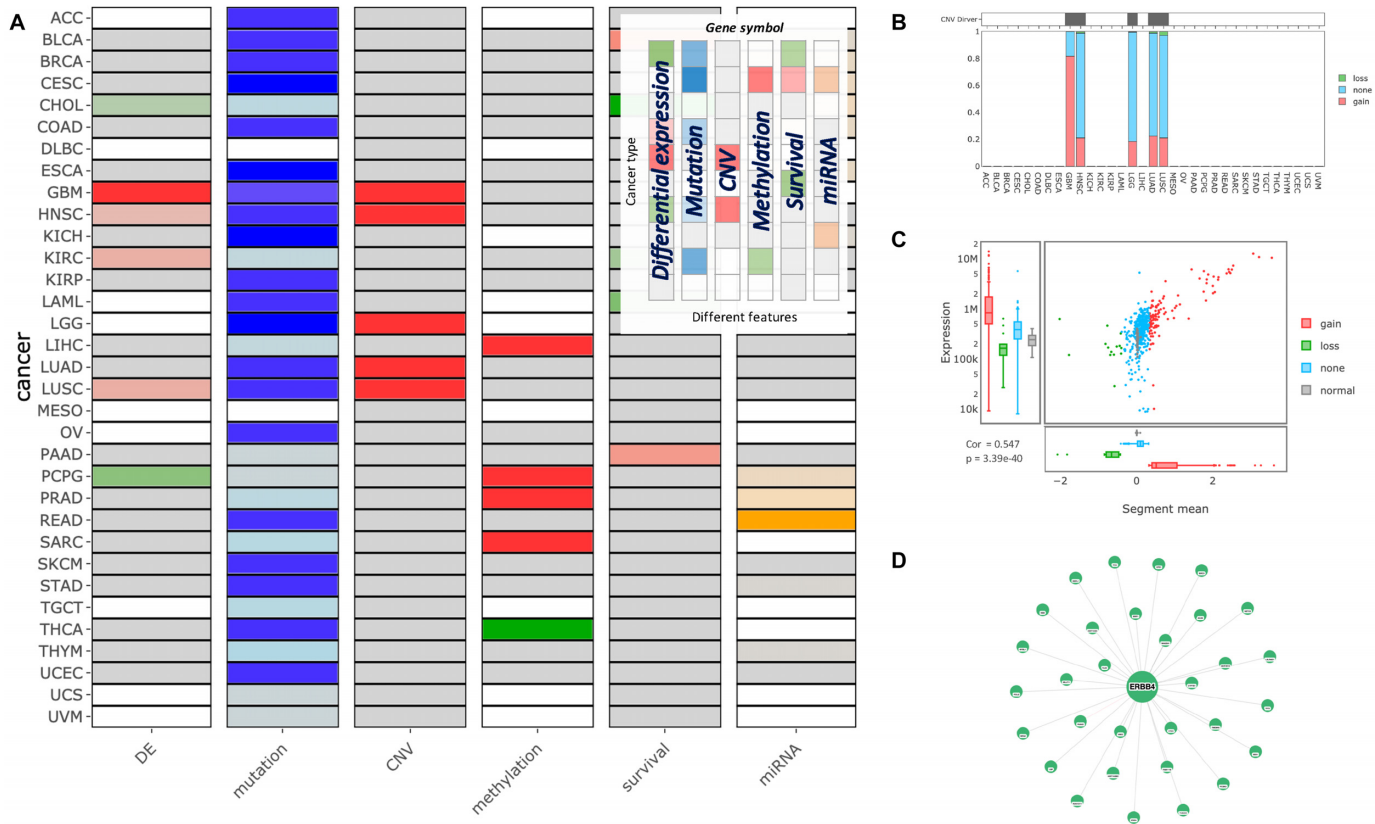 A
ACC
BLCA
BRCA
CESC
CHOL
COAD
DLBC
ESCA
GBM
HNSC
KICH
KIRC
KIRP
LAML
LGG
LIHC
LUAD
LUSC
MESO
OV
PAAD
PCPG
PRAD
READ
SARC
SKCM
STAD
TGCT
THCA
THYM
UCEC
UCS
UVM
cancer
DE
mutation
CNV
methylation
survival
miRNA
Gene symbol
Cancer type
Differential expression
Mutation
CNV
Methylation
Survival
miRNA
Different features
B
CNV Dirver
1
0.8
0.6
0.4
0.2
0
ACC
BLCA
BRCA
CESC
CHOL
COAD
DLBC
ESCA
GBM
HNSC
KICH
KIRC
KIRP
LAML
LGG
LIHC
LUAD
LUSC
MESO
OV
PAAD
PCPG
PRAD
READ
SARC
SKCM
STAD
TGCT
THCA
THYM
UCEC
UCS
UVM
loss
none
gain
C
Expression
2
10M
5
2
1M
5
2
100k
5
2
10k
Cor = 0.547
p = 3.39e-40
−2
0
2
Segment mean
gain
loss
none
normal
D
ERBB4